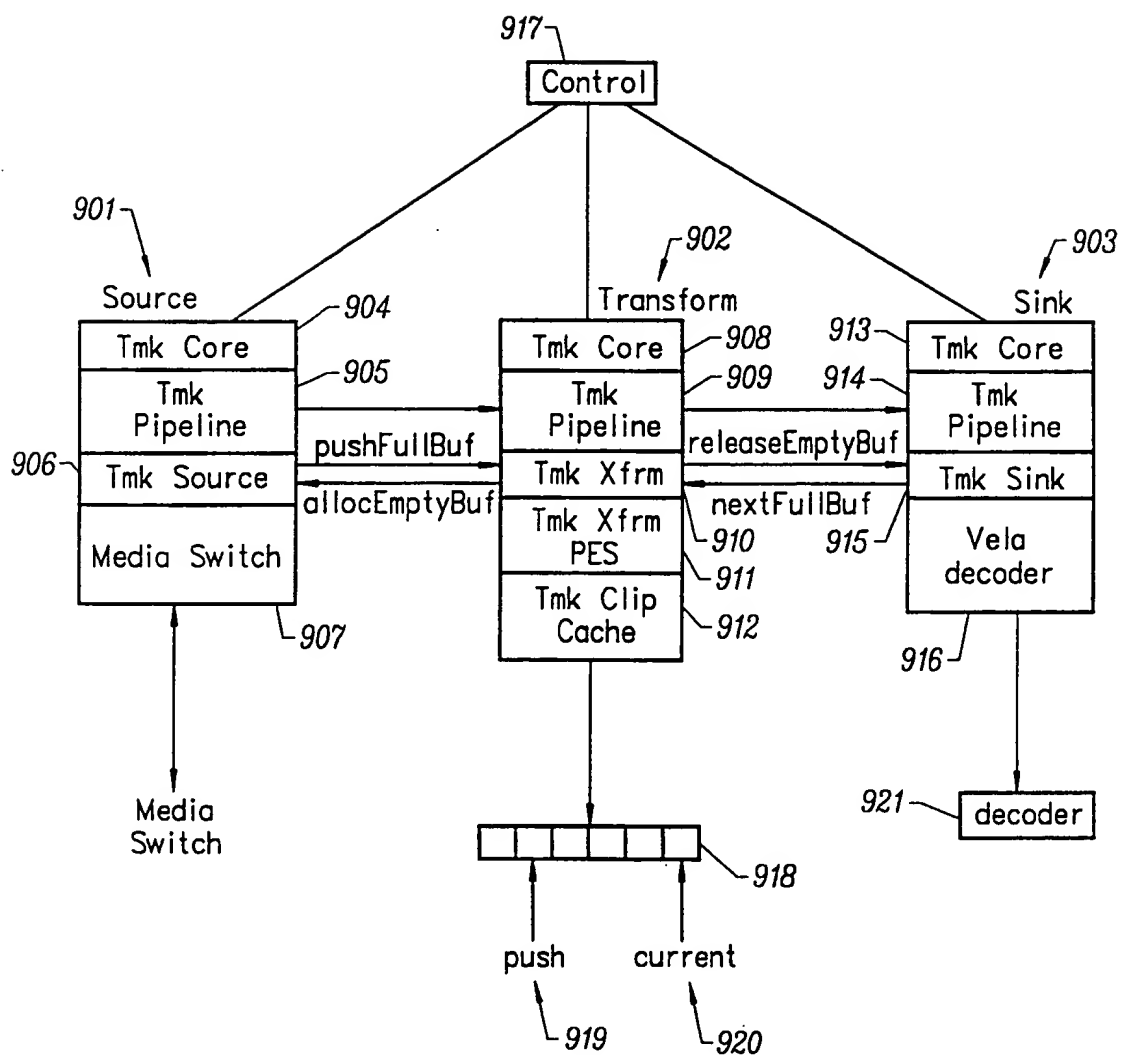 917
Control
901
902
903
Source
Transform
Sink
904
908
913
Tmk Core
Tmk Core
Tmk Core
905
909
914
Tmk
Pipeline
Tmk
Pipeline
Tmk
Pipeline
pushFullBuf
releaseEmptyBuf
906
Tmk Source
Tmk Xfrm
Tmk Sink
allocEmptyBuf
nextFullBuf
910
915
Media Switch
Tmk Xfrm
PES
911
Vela
decoder
907
Tmk Clip
Cache
912
916
Media
Switch
921
decoder
918
push
current
919
920